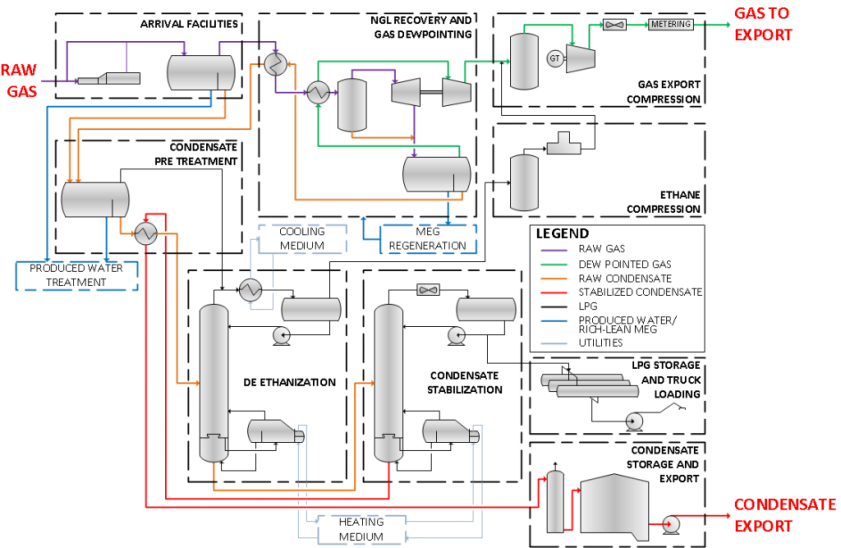 ARRIVAL FACILITIES
NGL RECOVERY AND
GAS DEWPOINTING
METERING
GAS TO
EXPORT
GT
RAW
GAS
GAS EXPORT
COMPRESSION
CONDENSATE
PRE TREATMENT
ETHANE
COMPRESSION
COOLING
MEDIUM
MEG
REGENERATION
LEGEND
RAW GAS
DEW POINTED GAS
RAW CONDENSATE
STABILIZED CONDENSATE
LPG
PRODUCED WATER/
RICH-LEAN MEG
UTILITIES
PRODUCED WATER
TREATMENT
DE ETHANIZATION
CONDENSATE
STABILIZATION
LPG STORAGE
AND TRUCK
LOADING
CONDENSATE
STORAGE AND
EXPORT
CONDENSATE
EXPORT
HEATING
MEDIUM